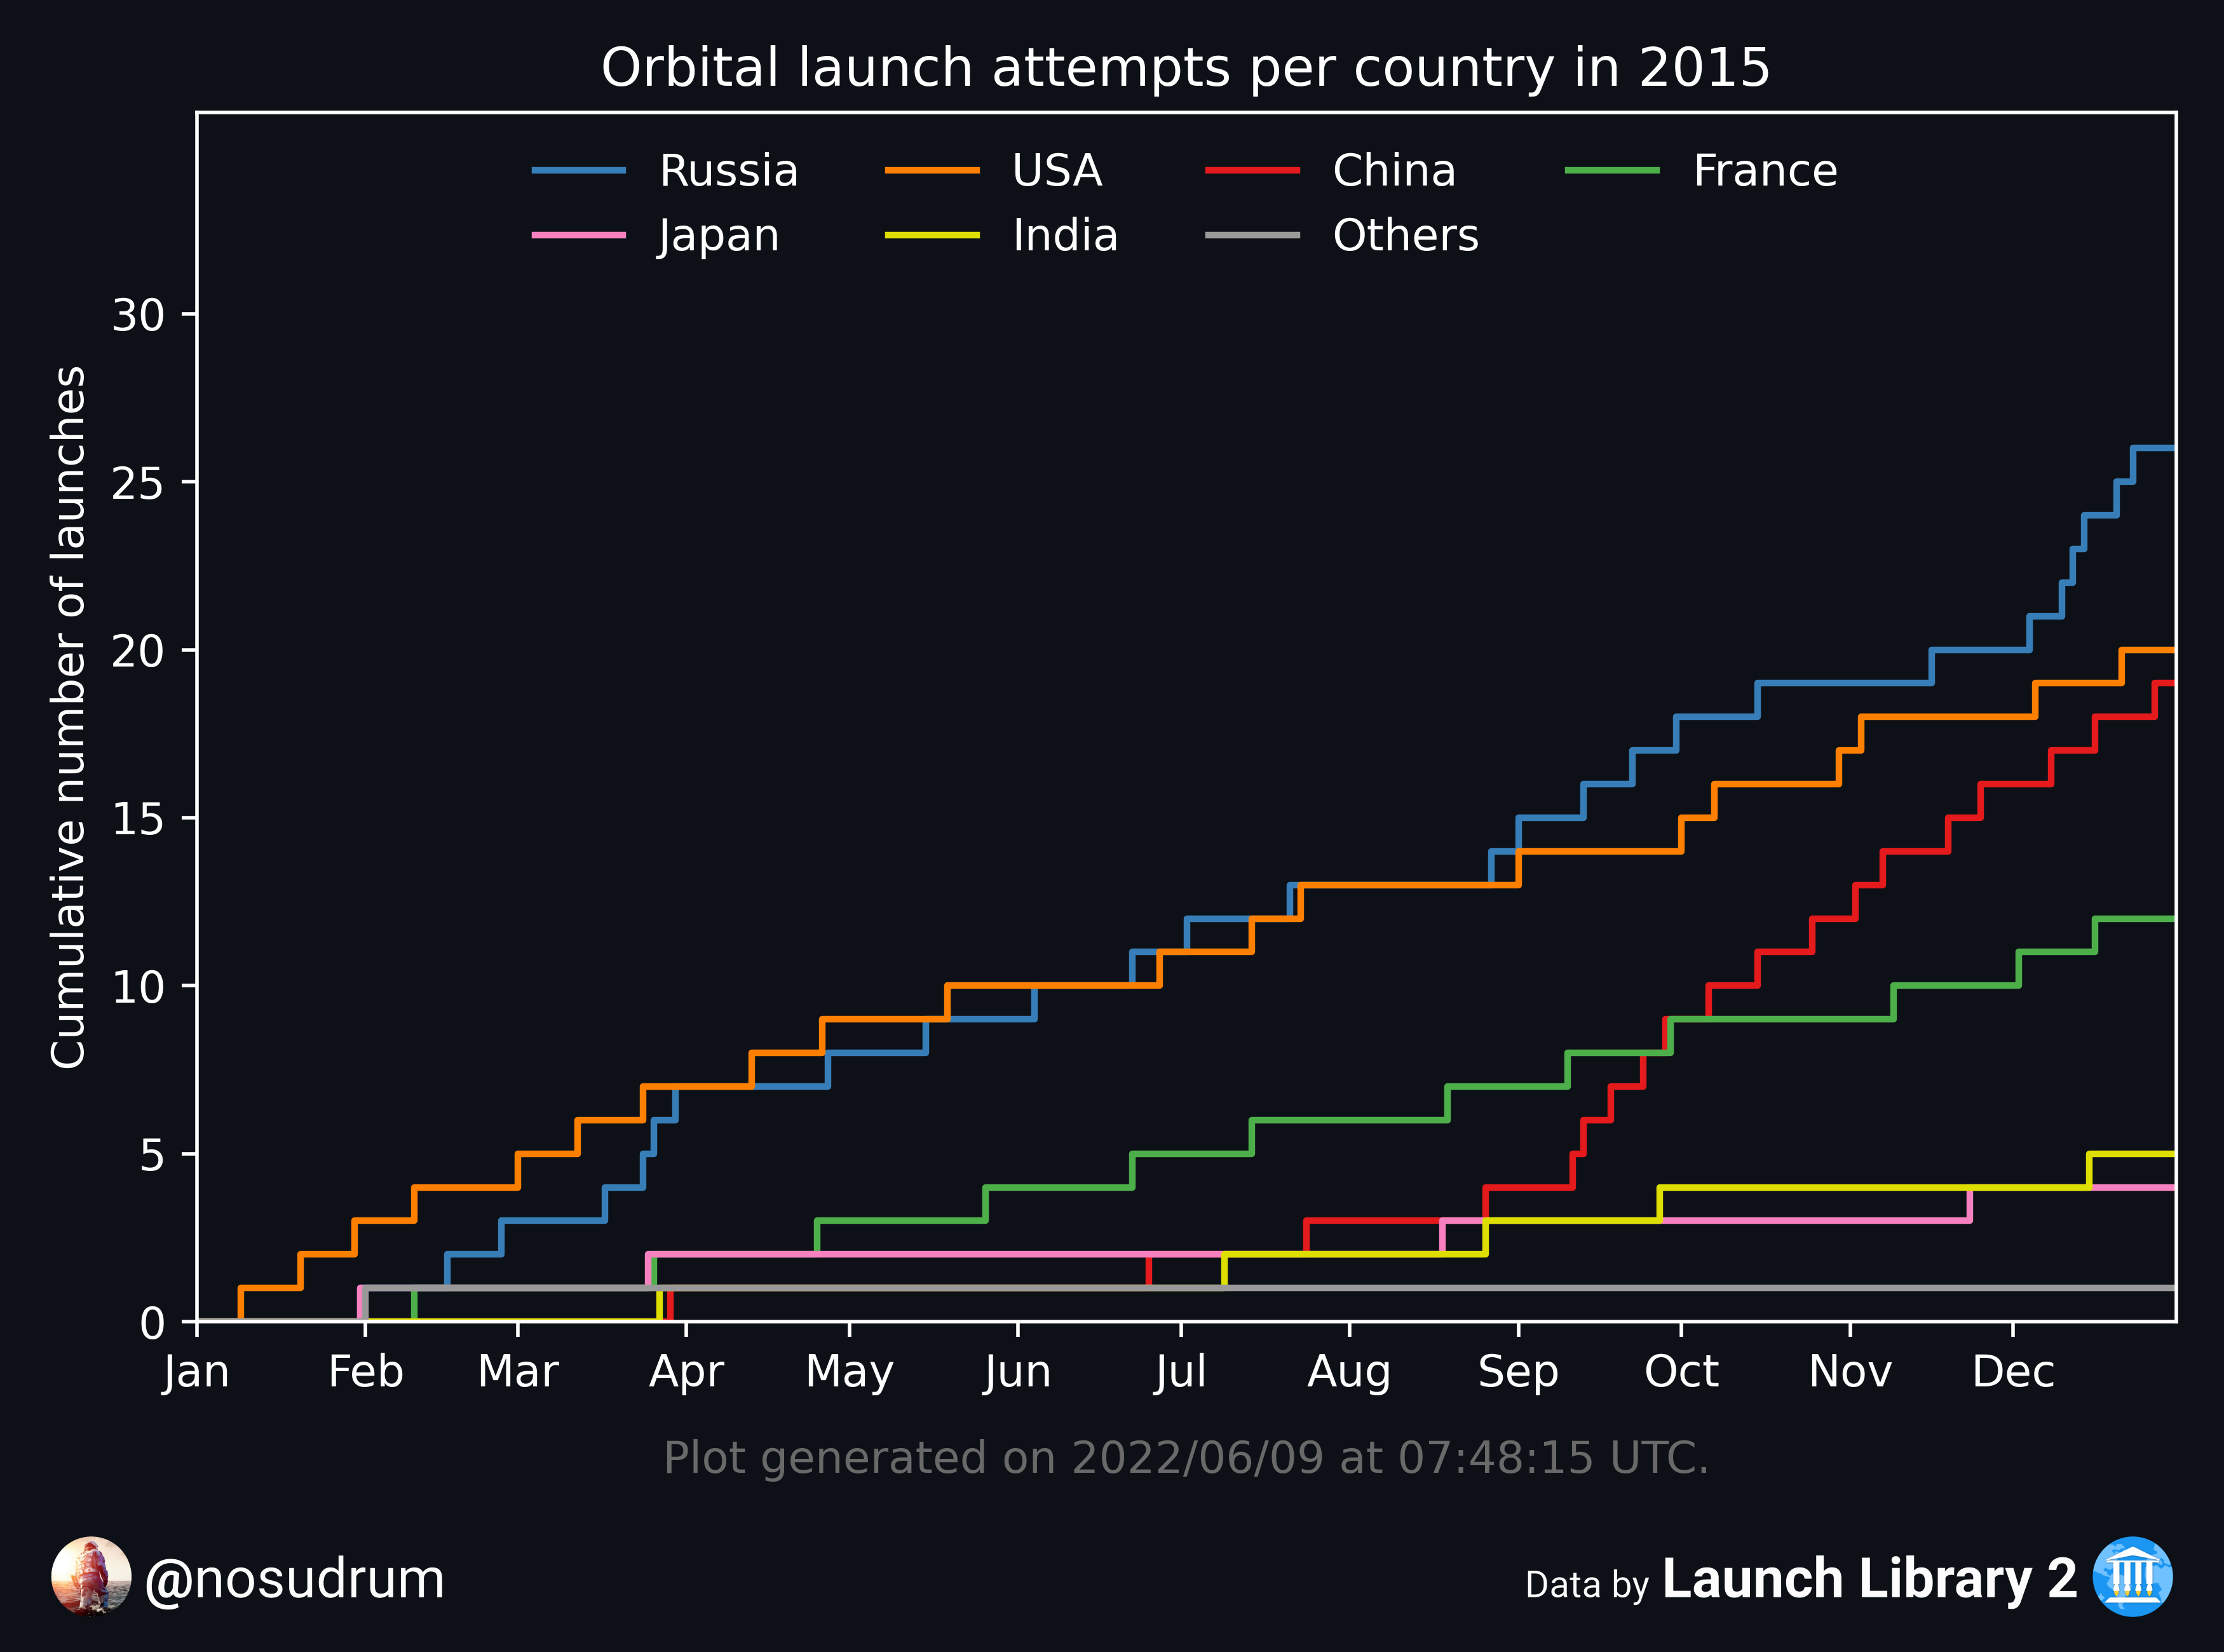 Orbital launch attempts per country in 2015
Russia USA China France
Japan India Others
Cumulative number of launches
30
25
20
15
10
5
0
Jan Feb Mar Apr May Jun Jul Aug Sep Oct Nov Dec
Plot generated on 2022/06/09 at 07:48:15 UTC.
@nosudrum
Data by Launch Library 2